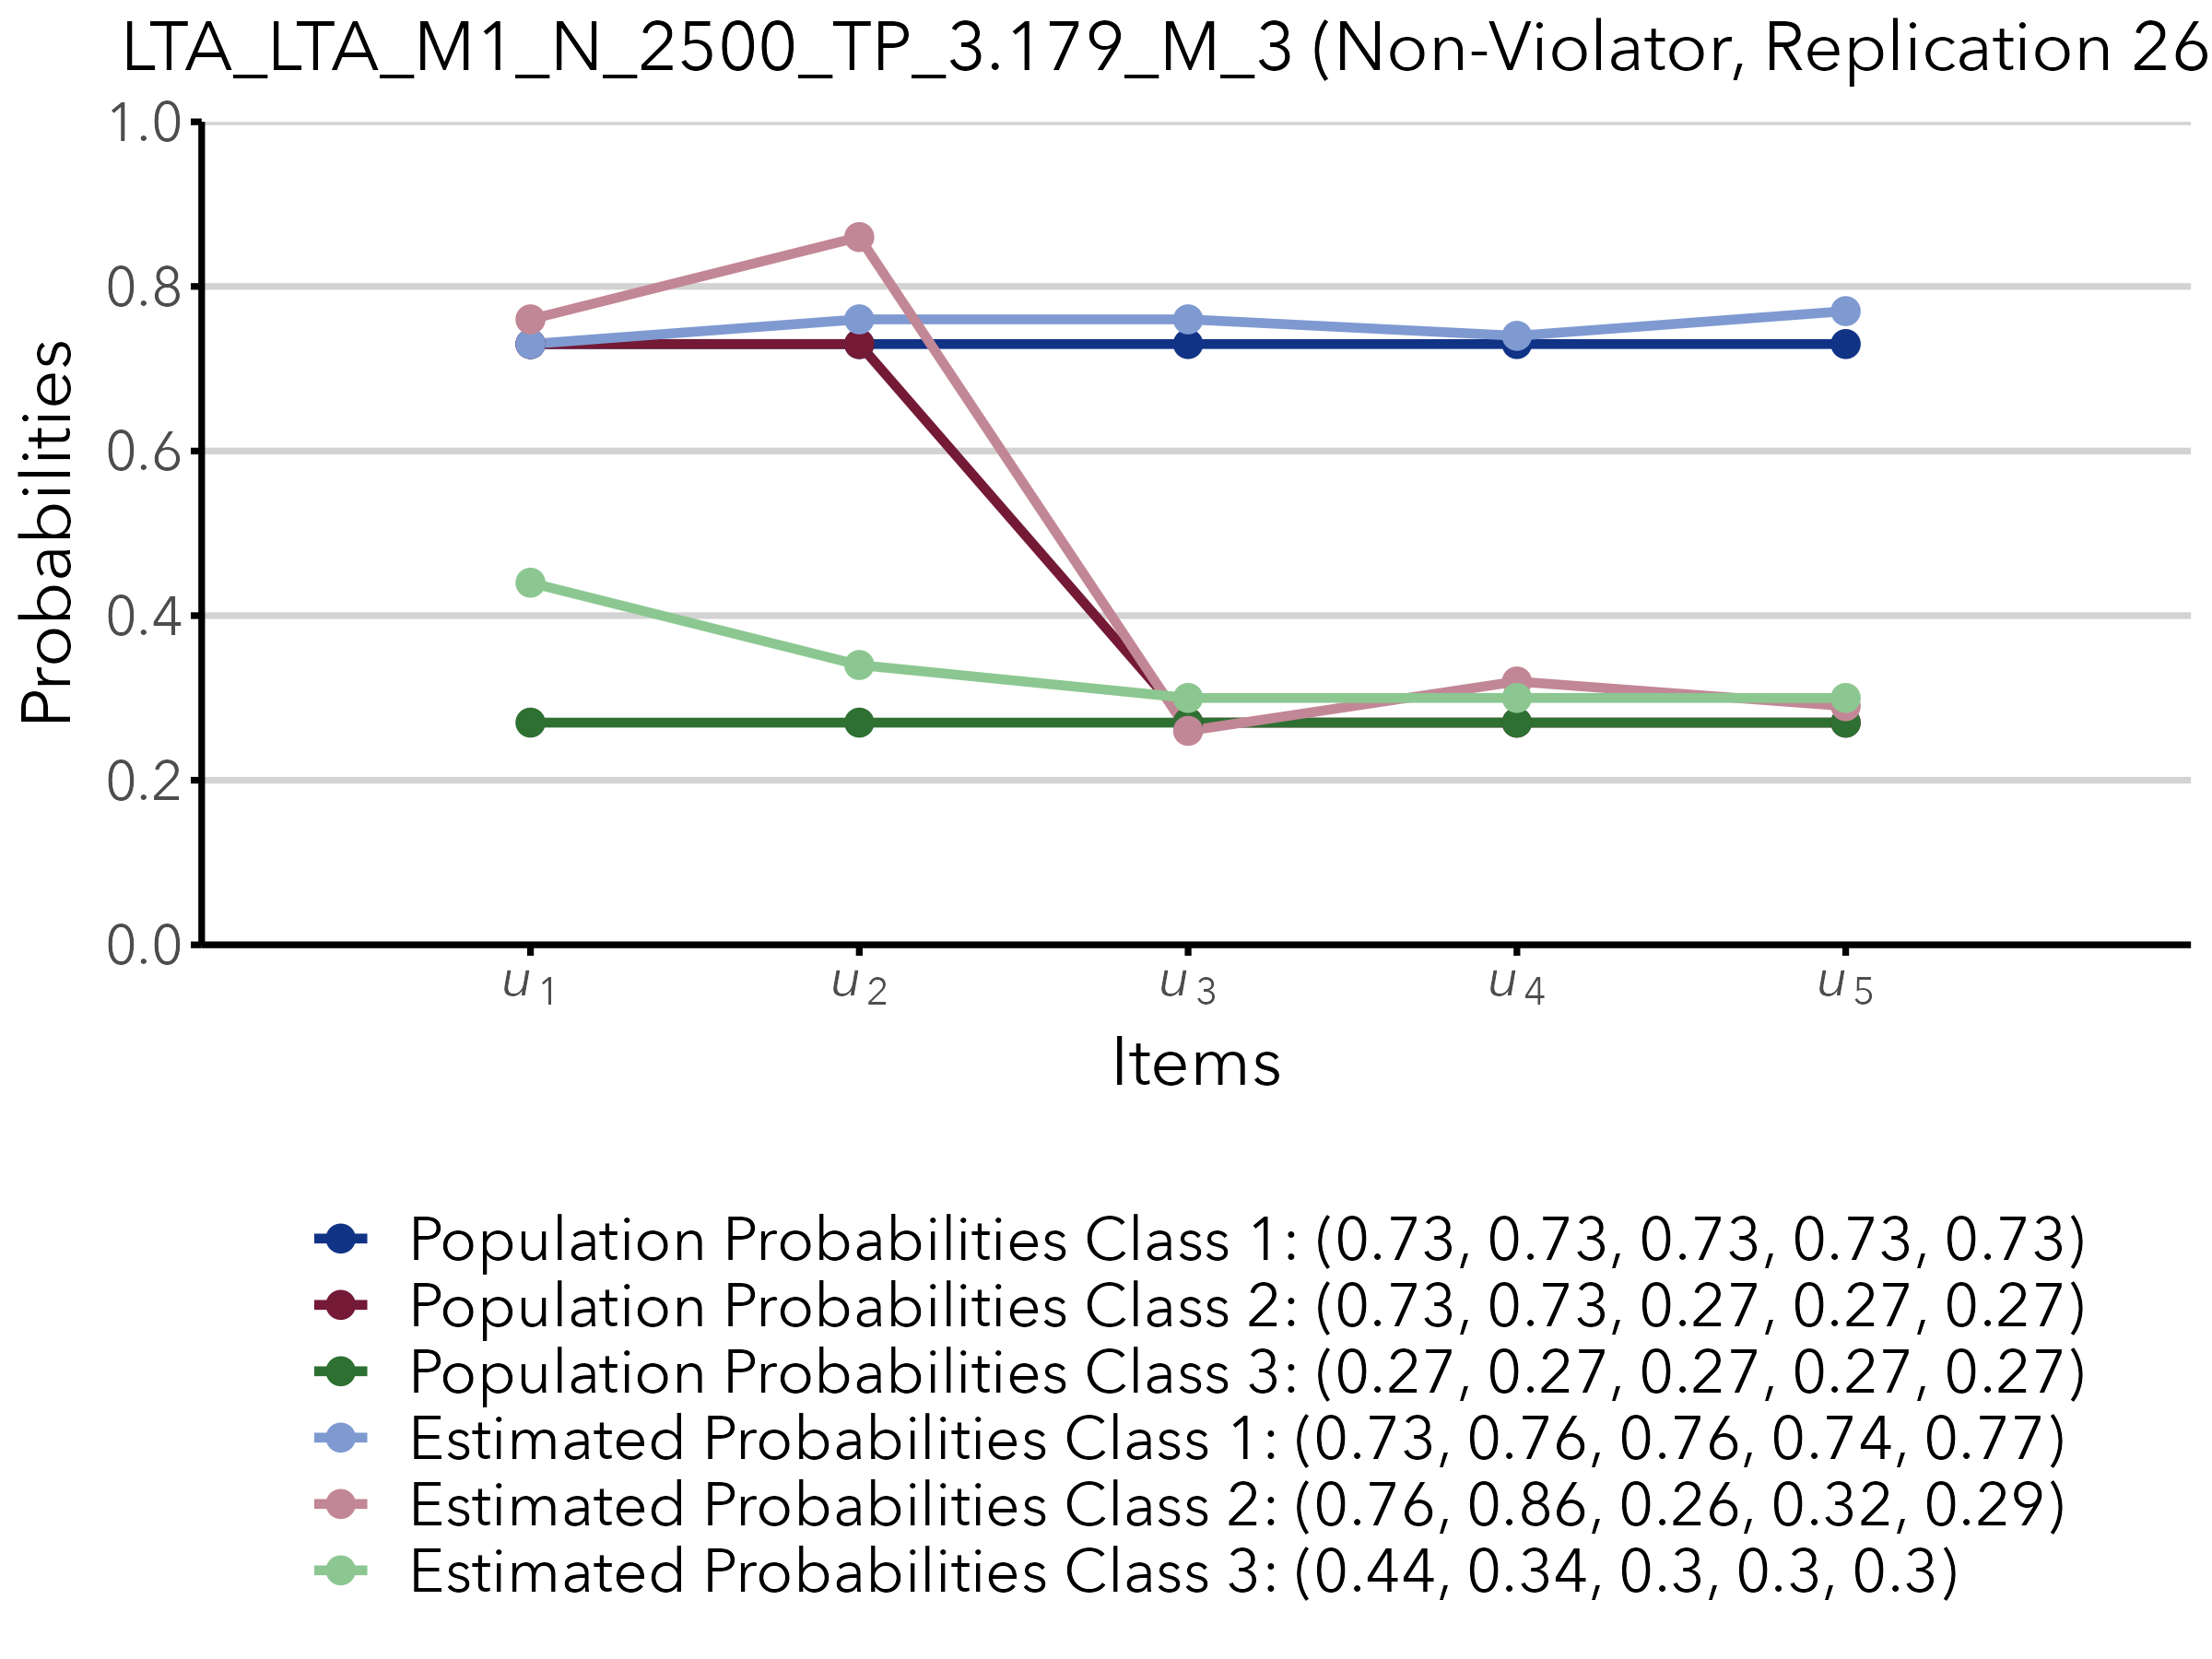 LTA_LTA_M1_N_2500_TP_3.179_M_3 (Non-Violator, Replication 26
1.0
0.8
0.6
0.4
0.2
0.0
Probabilities
u1 u2 u3 u4 u5
Items
Population Probabilities Class 1: (0.73, 0.73, 0.73, 0.73, 0.73)
Population Probabilities Class 2: (0.73, 0.73, 0.27, 0.27, 0.27)
Population Probabilities Class 3: (0.27, 0.27, 0.27, 0.27, 0.27)
Estimated Probabilities Class 1: (0.73, 0.76, 0.76, 0.74, 0.77)
Estimated Probabilities Class 2: (0.76, 0.86, 0.26, 0.32, 0.29)
Estimated Probabilities Class 3: (0.44, 0.34, 0.3, 0.3, 0.3)